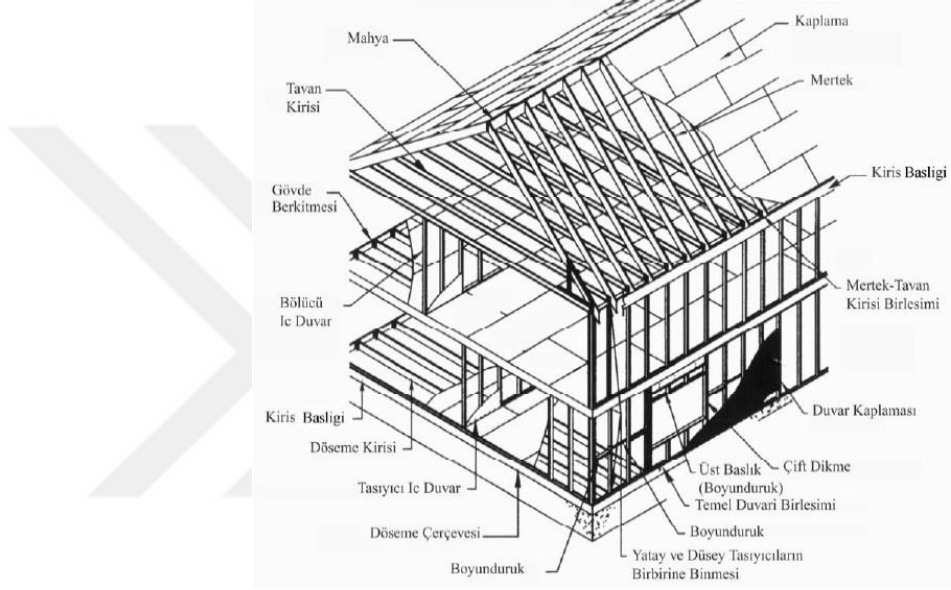 Kaplama
Mahya
Mertek
Tavan
Kirisi
Kiris Basligi
Gövde
Berkitmesi
Mertek-Tavan
Kirisi Birlesimi
Bölücü
Ic Duvar
Kiris Basligi
Duvar Kaplaması
Döseme Kirisi
Üst Baslık
(Boyunduruk)
Çift Dikme
Tasıyıcı Ic Duvar
Temel Duvari Birlesimi
Döseme Çerçevesi
Boyunduruk
Boyunduruk
Yatay ve Düsey Tasıyıcıların
Birbirine Binmesi